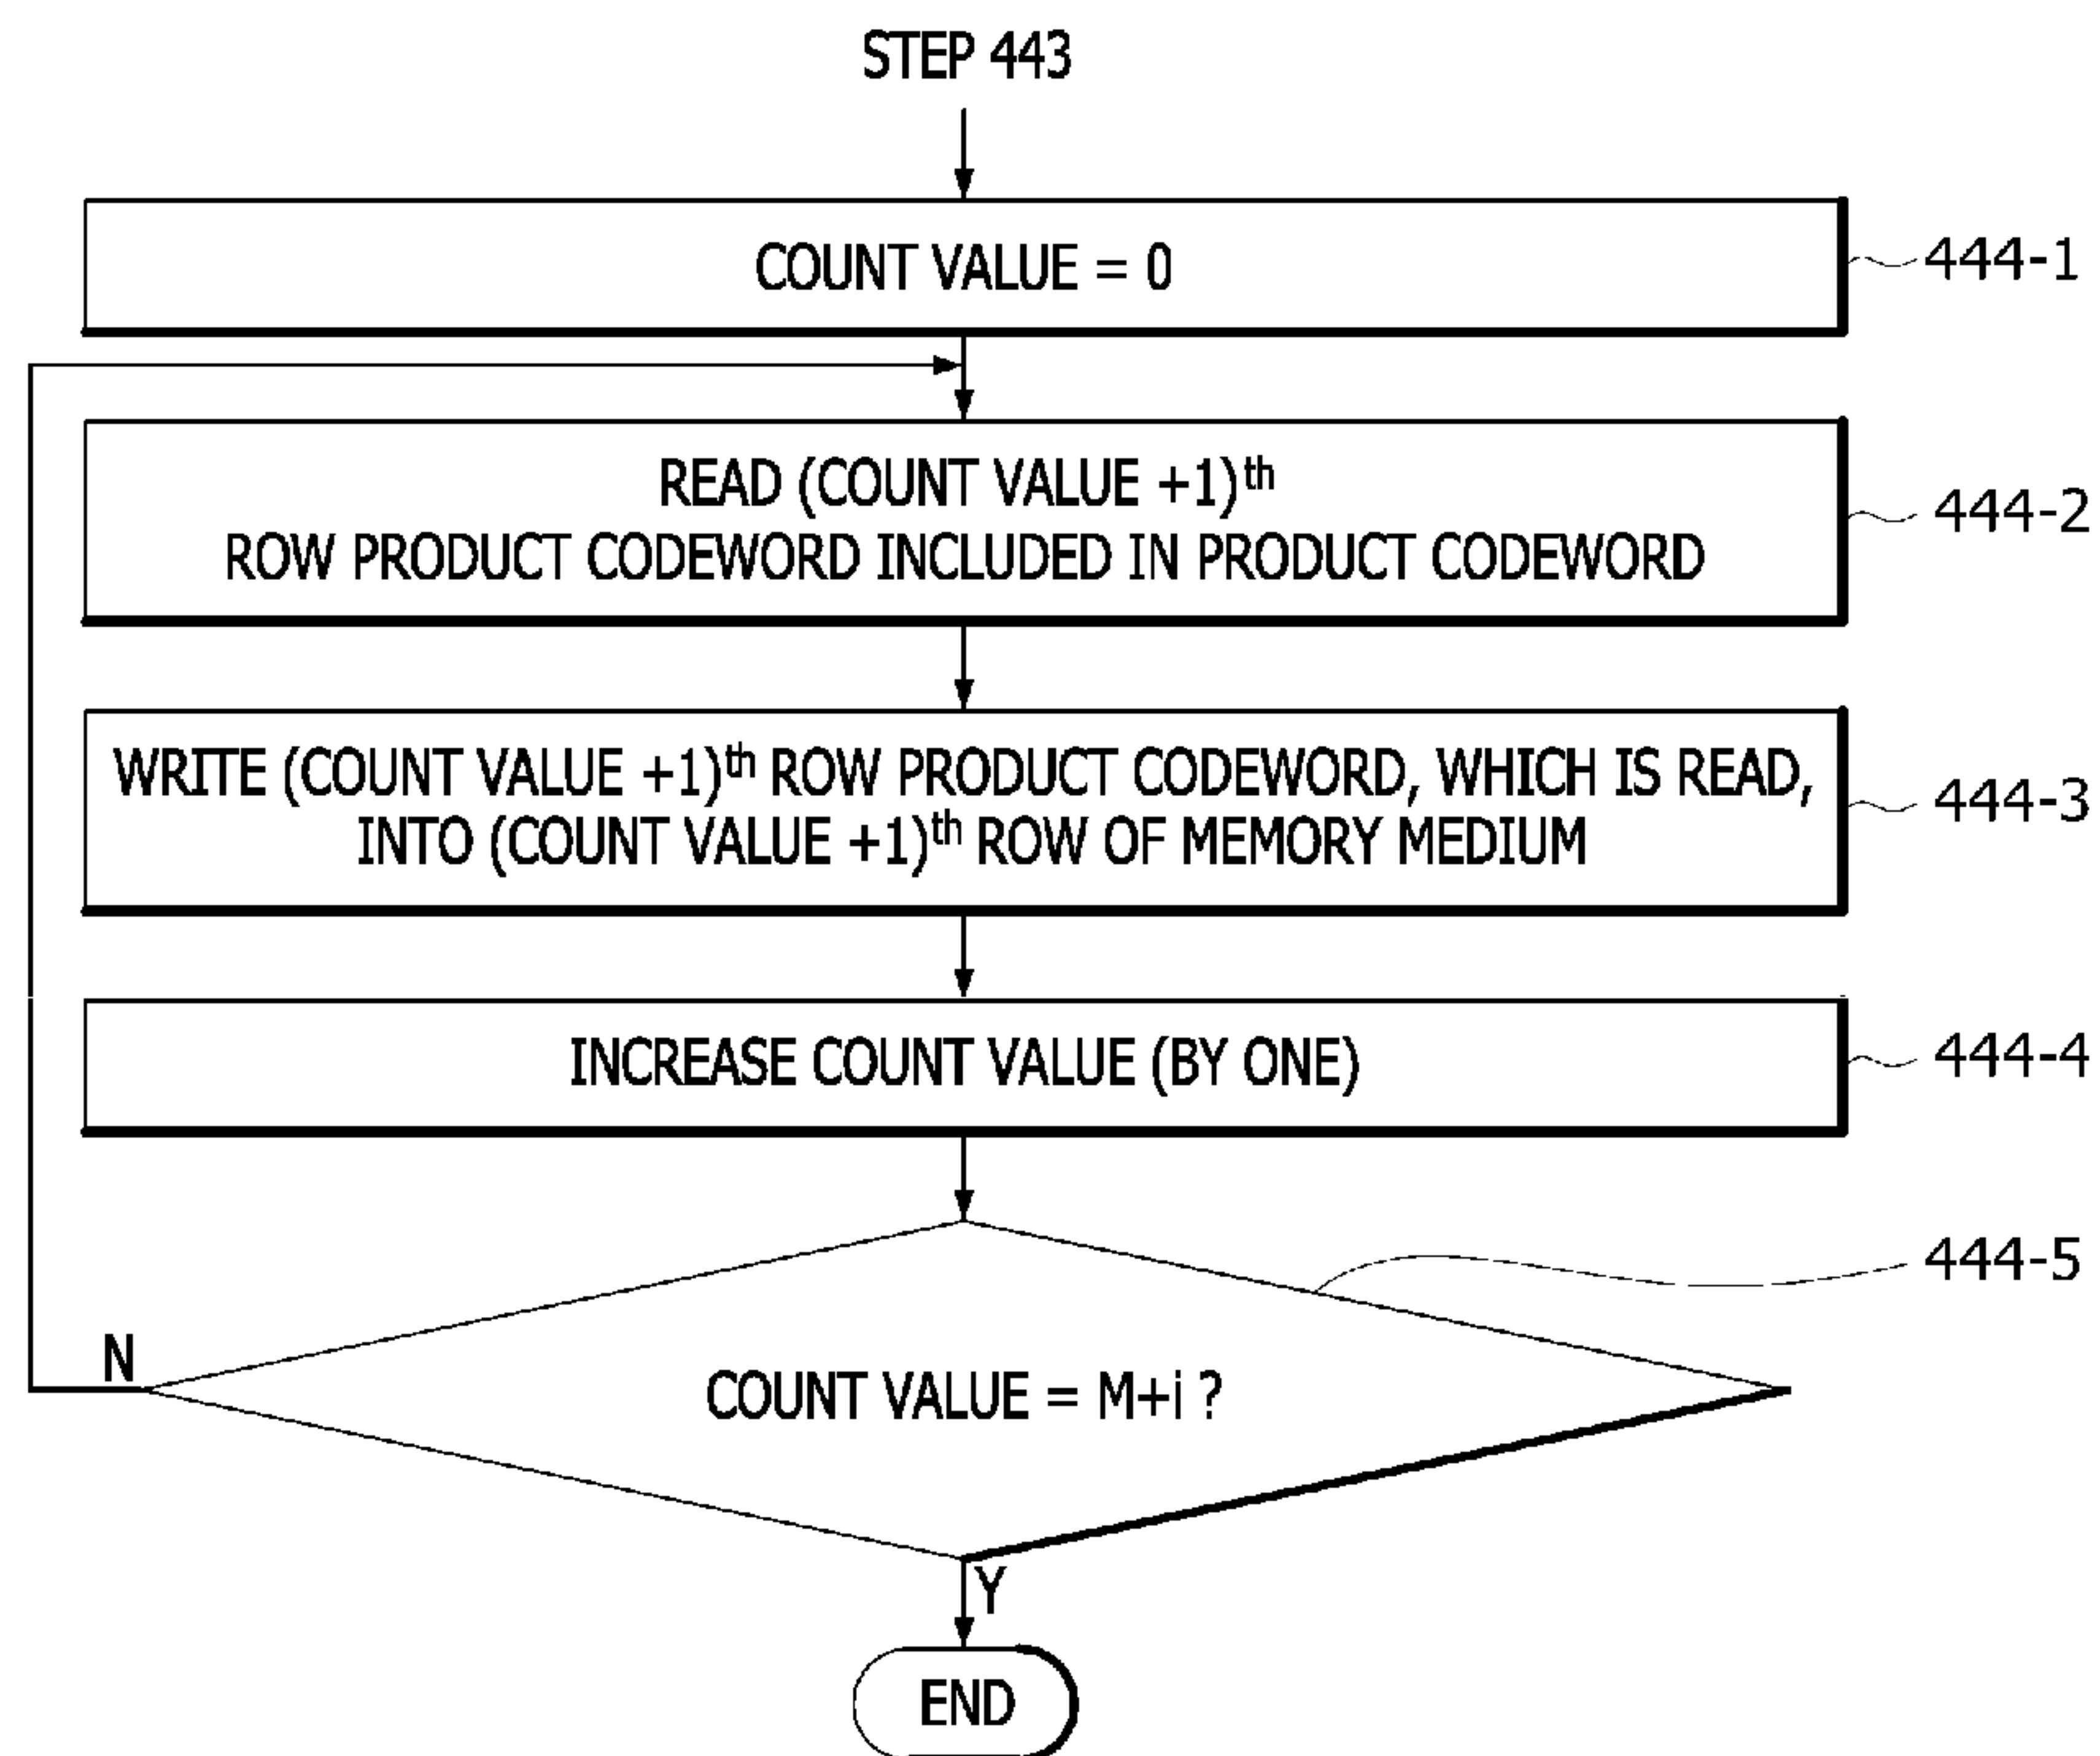 STEP 443
COUNT VALUE = 0
444-1
READ (COUNT VALUE +1)th
ROW PRODUCT CODEWORD INCLUDED IN PRODUCT CODEWORD
444-2
WRITE (COUNT VALUE +1)th ROW PRODUCT CODEWORD, WHICH IS READ,
INTO (COUNT VALUE +1)th ROW OF MEMORY MEDIUM
444-3
INCREASE COUNT VALUE (BY ONE)
444-4
444-5
N
COUNT VALUE = M+i ?
Y
END